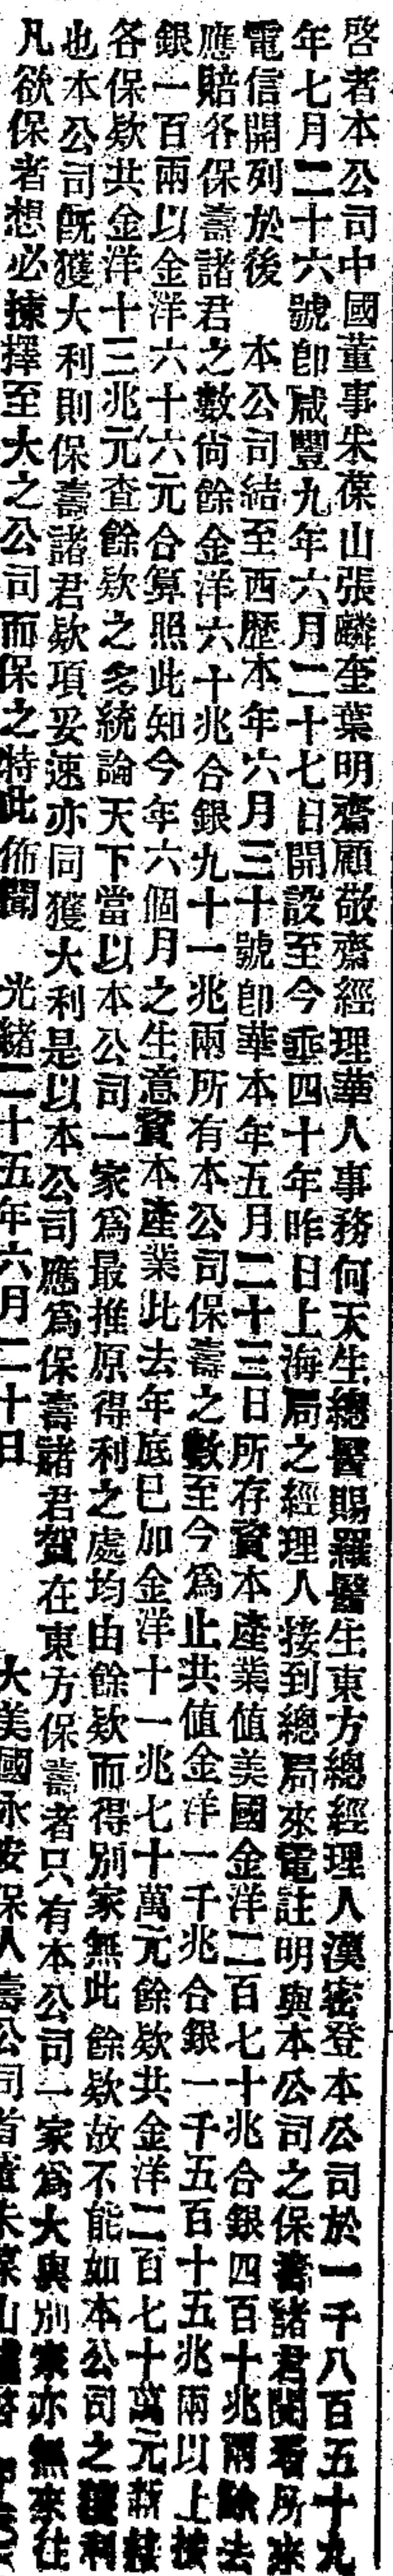 啓者本公司中國董事朱葆山張麟奎葉明齋顧敬齋經理華人事務何天生總醫賜羅醫生東方總經理人漢密登本公司於一千八百五十九
年七月二十六號卽咸豐九年六月二十七日開設至今垂四十年昨日上海局之經理人接到總局來電註明與本公司之保壽諸君閱看所來
電信開列於後　本公司結至西歷本年六月三十號卽華本年五月二十三日所存資本產業値美國金洋二百七十兆合銀四百十兆兩除去
應賠各保壽諸君之數尙餘金洋六十兆合銀九十一兆兩所有本公司保壽之數至今爲止共値金洋一千兆合銀一千五百十五兆兩以上按
銀一百兩以金洋六十六元合算照此知今年六個月之生意資本產業比去年底已加金洋十一兆七十萬元餘欵共金洋二百七十萬元新接
各保欵共金洋十三兆元查餘欵之多統論天下當以本公司一家爲最推原得利之處均由餘欵而得別家無此餘欵故不能如本公司之獲利
也本公司旣獲大利則保壽諸君欵項妥速亦同獲大利是以本公司應爲保壽諸君賀在東方保壽者只有本公司一家爲大與別家亦無來往
凡欲保者想必揀擇至大之公司而保之特此佈聞　光緒二十五年六月二十日　大美國永安保人壽公司首董朱葆山謹啓